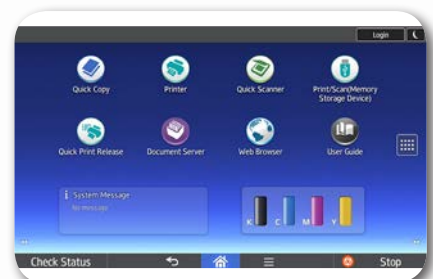 Login
Quick Copy
Printer
Quick Scanner
Print/Scan(Memory
Storage Device)
Quick Print Release
Document Server
Web Browser
User Guide
i System Message
No message
K C M Y
Check Status
Stop